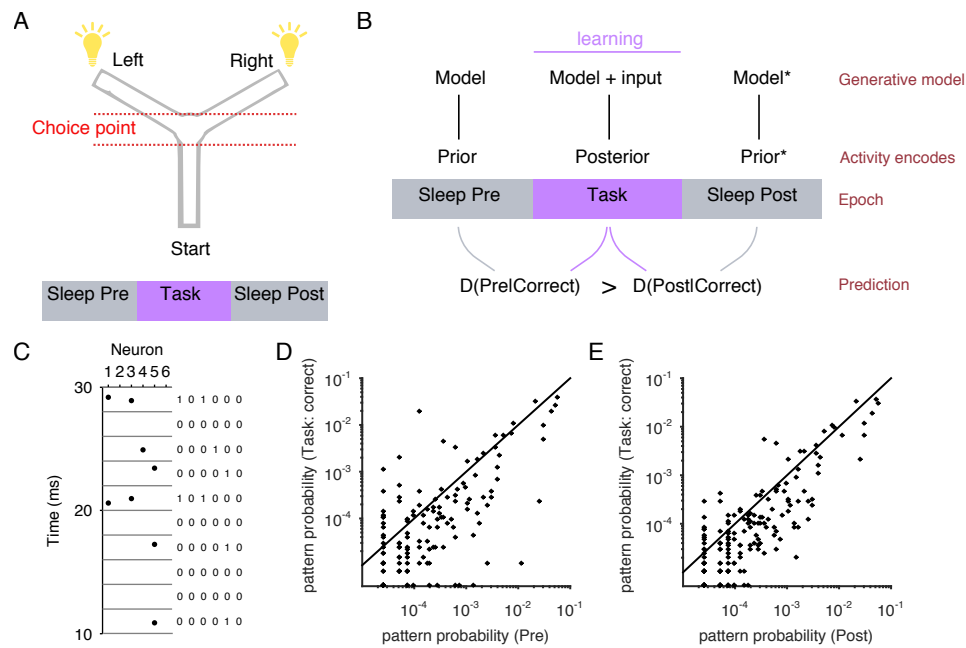 A
Left
Right
Choice point
Start
Sleep Pre
Task
Sleep Post
B
learning
Model
Model + input
Model*
Generative model
Prior
Posterior
Prior*
Activity encodes
Sleep Pre
Task
Sleep Post
Epoch
D(Pre|Correct) > D(Post|Correct)
Prediction
C
Neuron
1 2 3 4 5 6
30
1 0 1 0 0 0
0 0 0 0 0 0
0 0 0 1 0 0
0 0 0 0 1 0
20
1 0 1 0 0 0
0 0 0 0 0 0
0 0 0 0 1 0
0 0 0 0 0 0
0 0 0 0 0 0
10
0 0 0 0 1 0
Time (ms)
D
pattern probability (Task: correct)
10⁻¹
10⁻²
10⁻³
10⁻⁴
10⁻⁴ 10⁻³ 10⁻² 10⁻¹
pattern probability (Pre)
E
pattern probability (Task: correct)
10⁻¹
10⁻²
10⁻³
10⁻⁴
10⁻⁴ 10⁻³ 10⁻² 10⁻¹
pattern probability (Post)